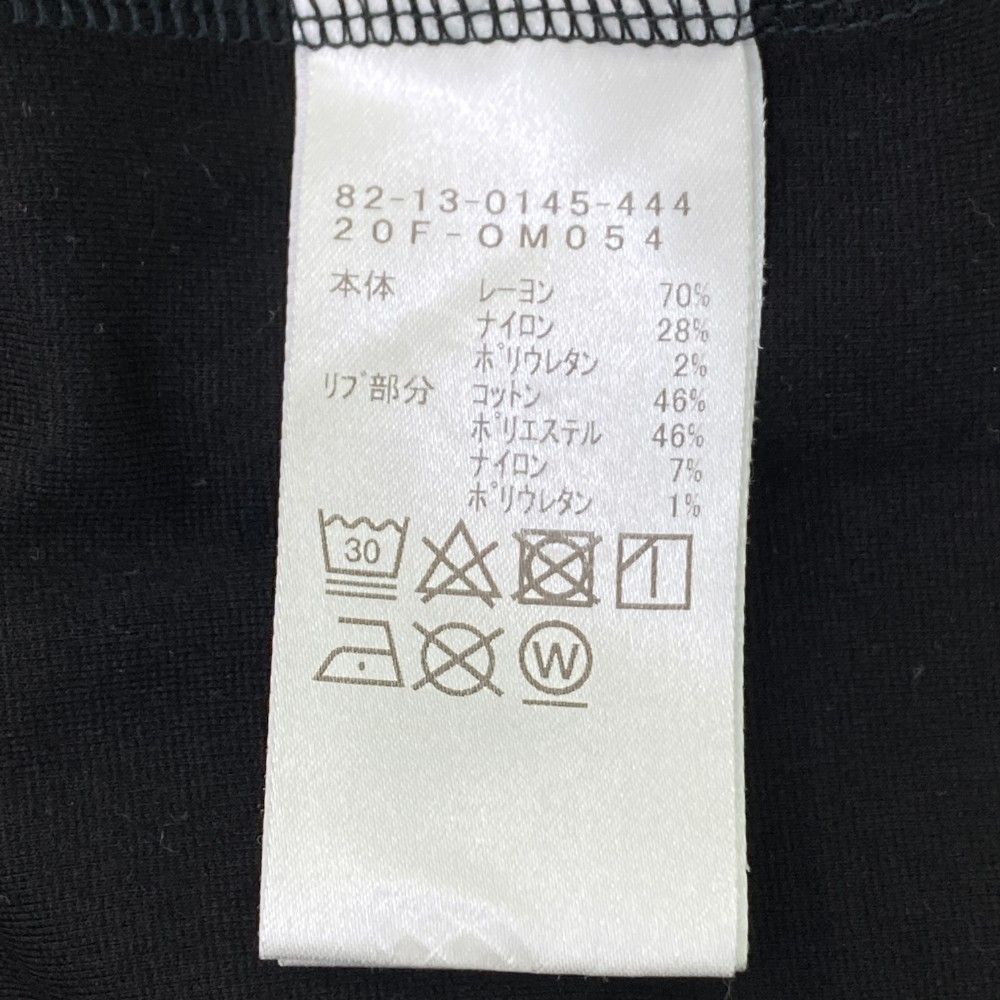 82-13-0145-444
20F-OM054
本体 レーヨン 70%
ナイロン 28%
ポリウレタン 2%
リブ部分 コットン 46%
ポリエステル 46%
ナイロン 7%
ポリウレタン 1%
30
W